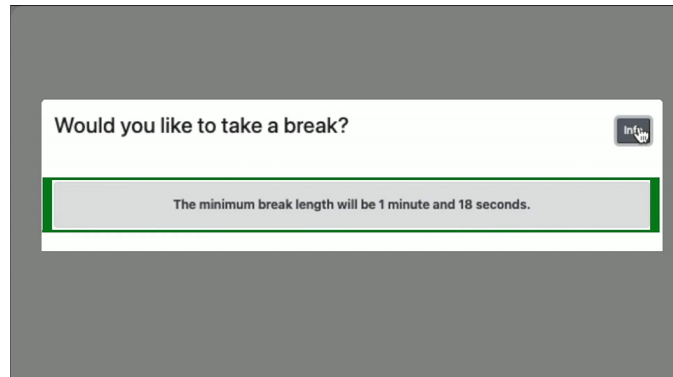 Would you like to take a break?
The minimum break length will be 1 minute and 18 seconds.